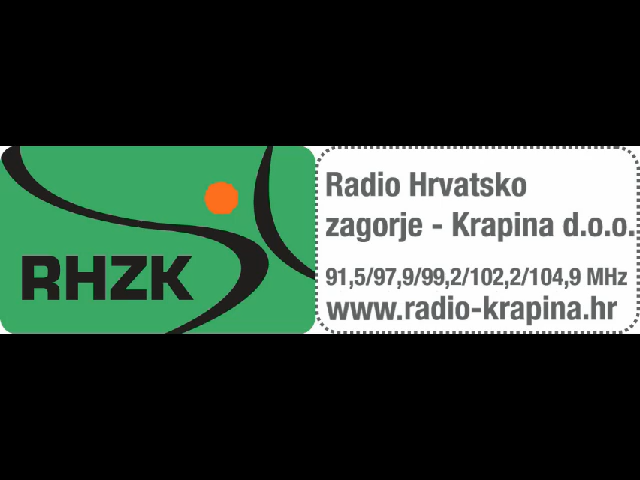 RHZK
Radio Hrvatsko
zagorje - Krapina d.o.o.
91,5/97,9/99,2/102,2/104,9 MHz
www.radio-krapina.hr